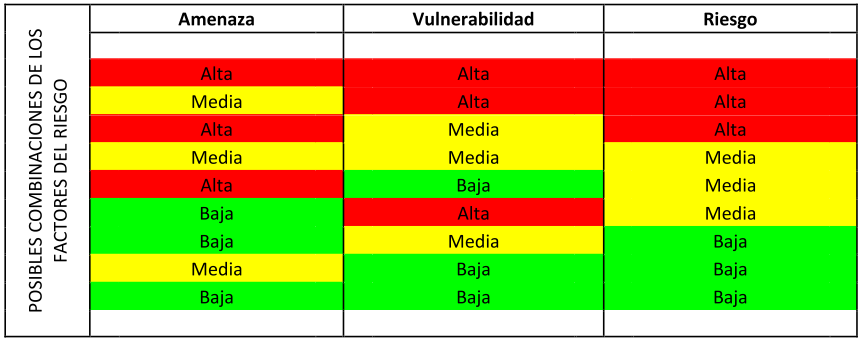 POSIBLES COMBINACIONES DE LOS
FACTORES DEL RIESGO
Amenaza Vulnerabilidad Riesgo
Alta Alta Alta
Media Alta Alta
Alta Media Alta
Media Media Media
Alta Baja Media
Baja Alta Media
Baja Media Baja
Media Baja Baja
Baja Baja Baja